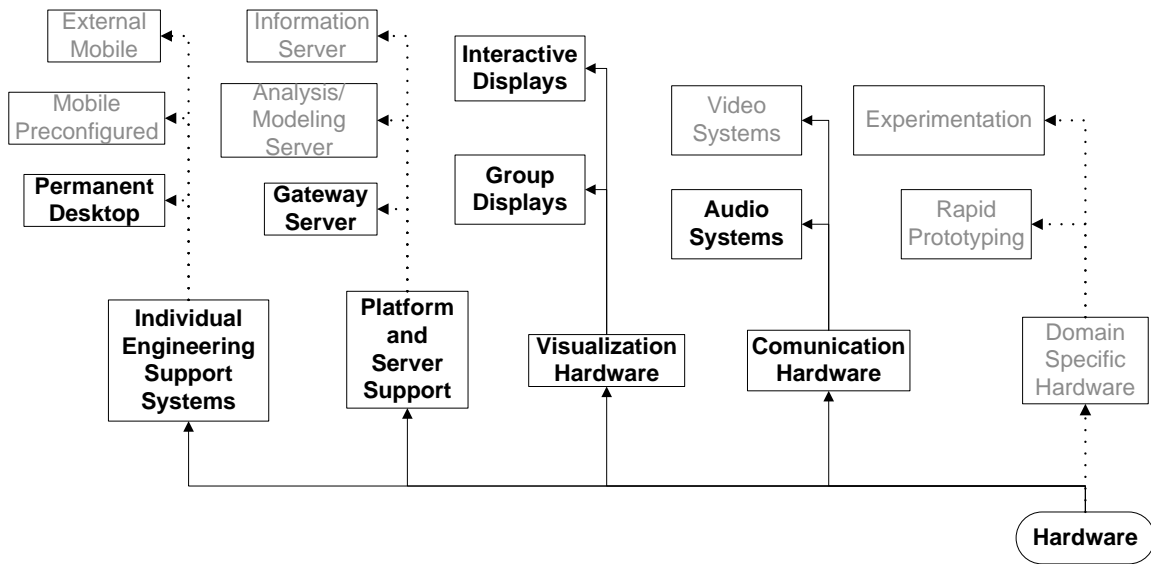 External
Mobile
Information
Server
Interactive
Displays
Mobile
Preconfigured
Analysis/
Modeling
Server
Video
Systems
Experimentation
Permanent
Desktop
Gateway
Server
Group
Displays
Audio
Systems
Rapid
Prototyping
Individual
Engineering
Support
Systems
Platform
and
Server
Support
Visualization
Hardware
Comunication
Hardware
Domain
Specific
Hardware
Hardware